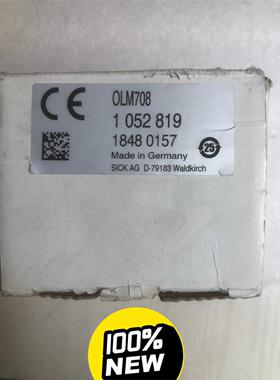 CE
OLM708
1 052 819
1848 0157
Made in Germany
SICK AG D-79183 Waldkirch
25
100%
NEW